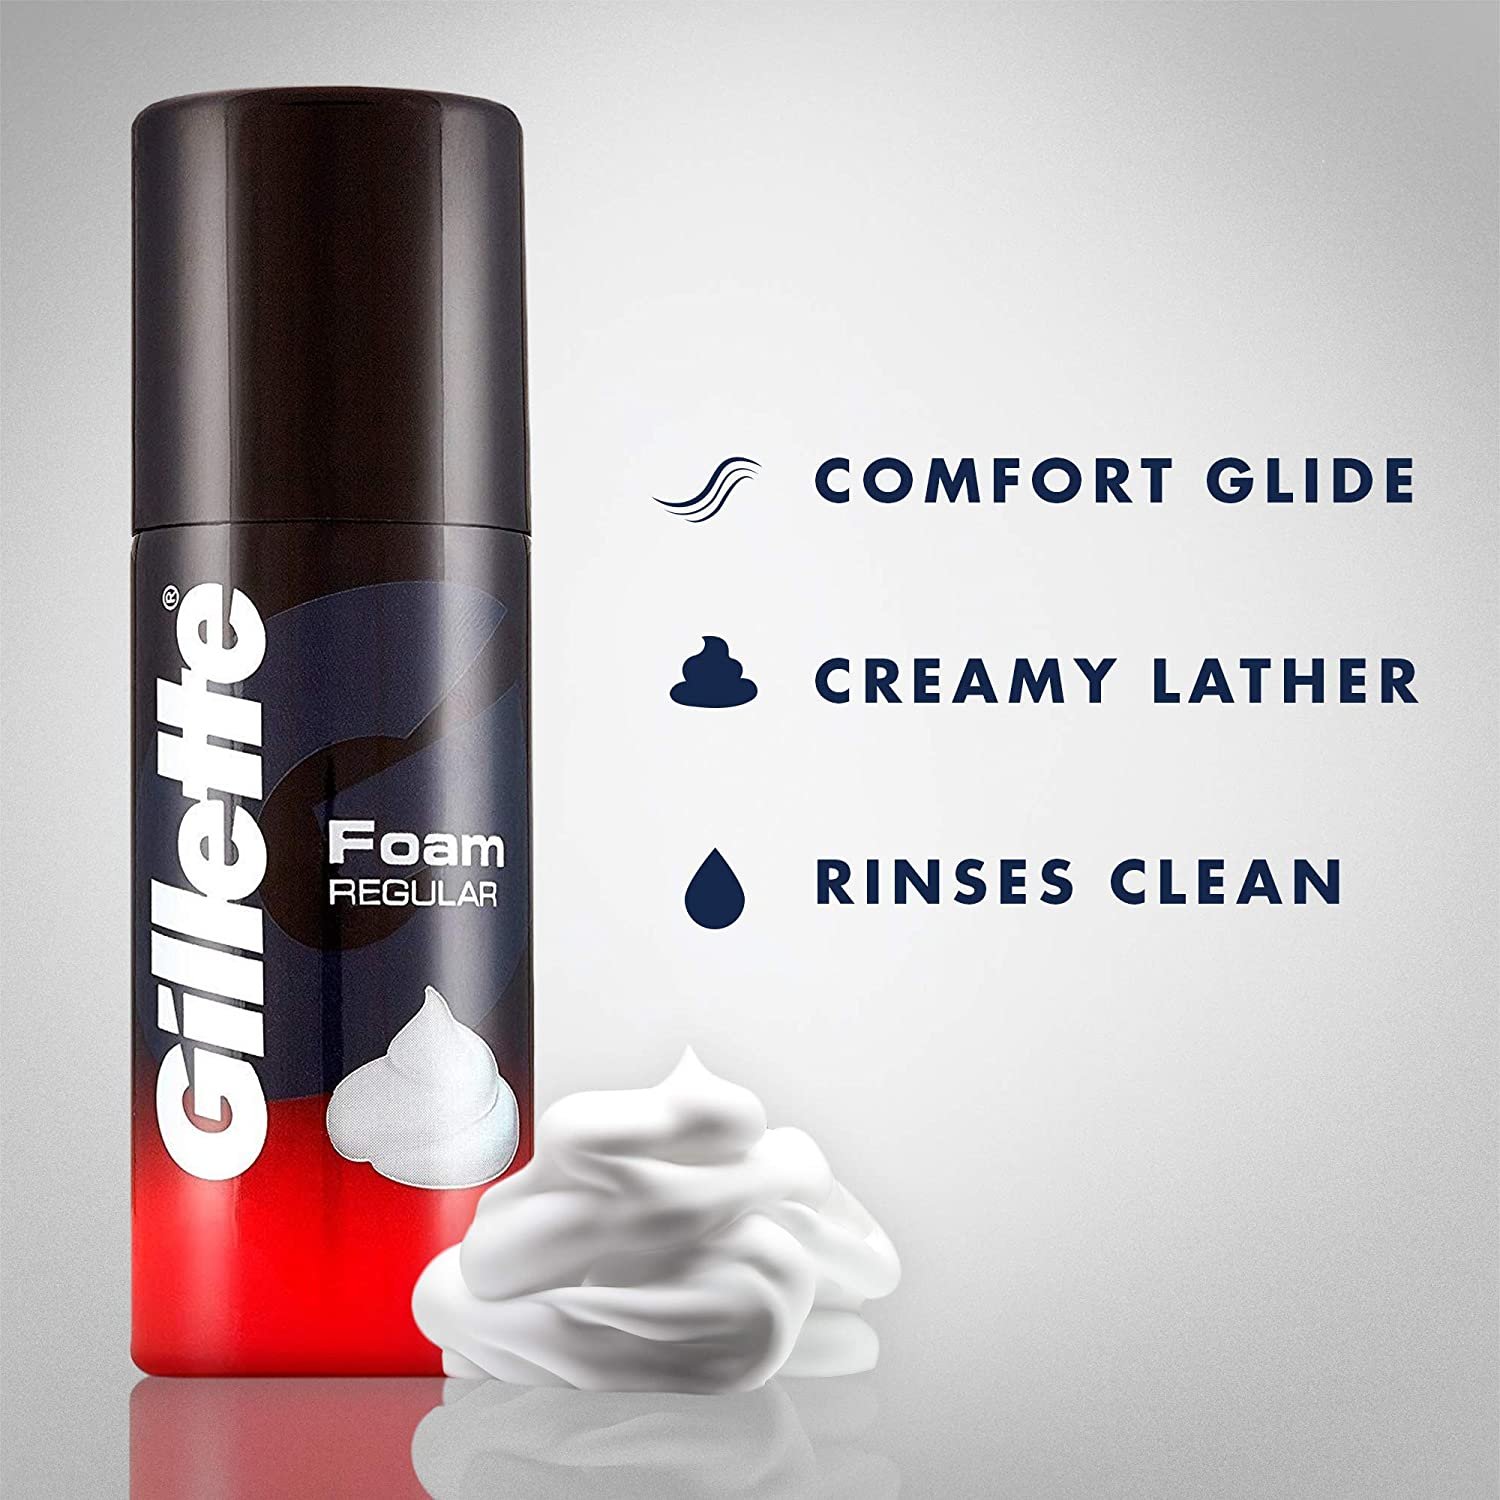 Gillette®
Foam
REGULAR
COMFORT GLIDE
CREAMY LATHER
RINSES CLEAN